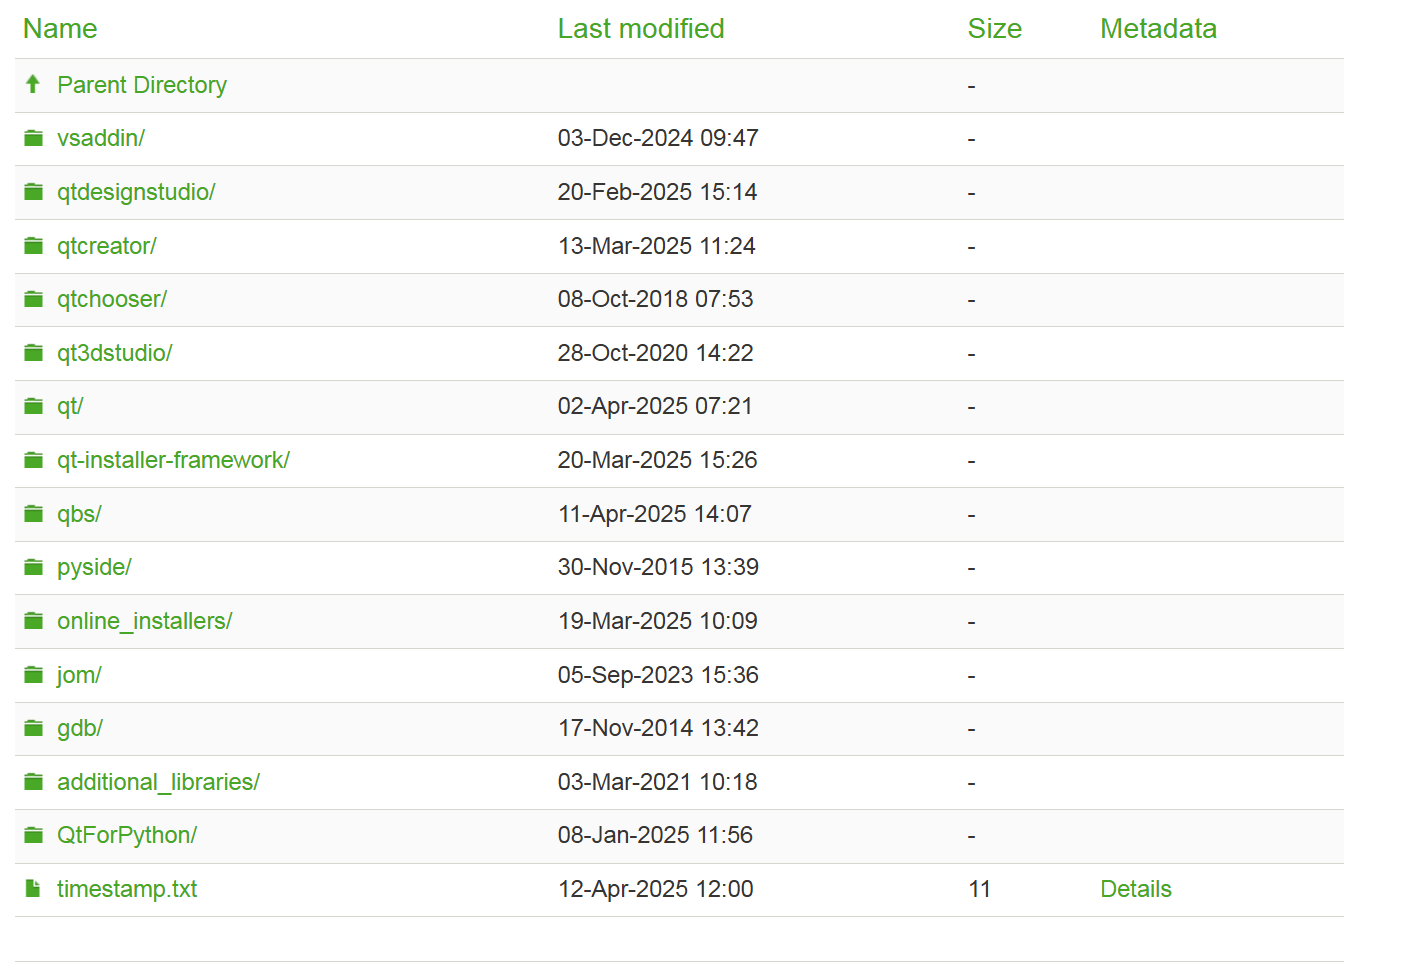 Name Last modified Size Metadata
Parent Directory -
vsaddin/ 03-Dec-2024 09:47 -
qtdesignstudio/ 20-Feb-2025 15:14 -
qtcreator/ 13-Mar-2025 11:24 -
qtchooser/ 08-Oct-2018 07:53 -
qt3dstudio/ 28-Oct-2020 14:22 -
qt/ 02-Apr-2025 07:21 -
qt-installer-framework/ 20-Mar-2025 15:26 -
qbs/ 11-Apr-2025 14:07 -
pyside/ 30-Nov-2015 13:39 -
online_installers/ 19-Mar-2025 10:09 -
jom/ 05-Sep-2023 15:36 -
gdb/ 17-Nov-2014 13:42 -
additional_libraries/ 03-Mar-2021 10:18 -
QtForPython/ 08-Jan-2025 11:56 -
timestamp.txt 12-Apr-2025 12:00 11 Details